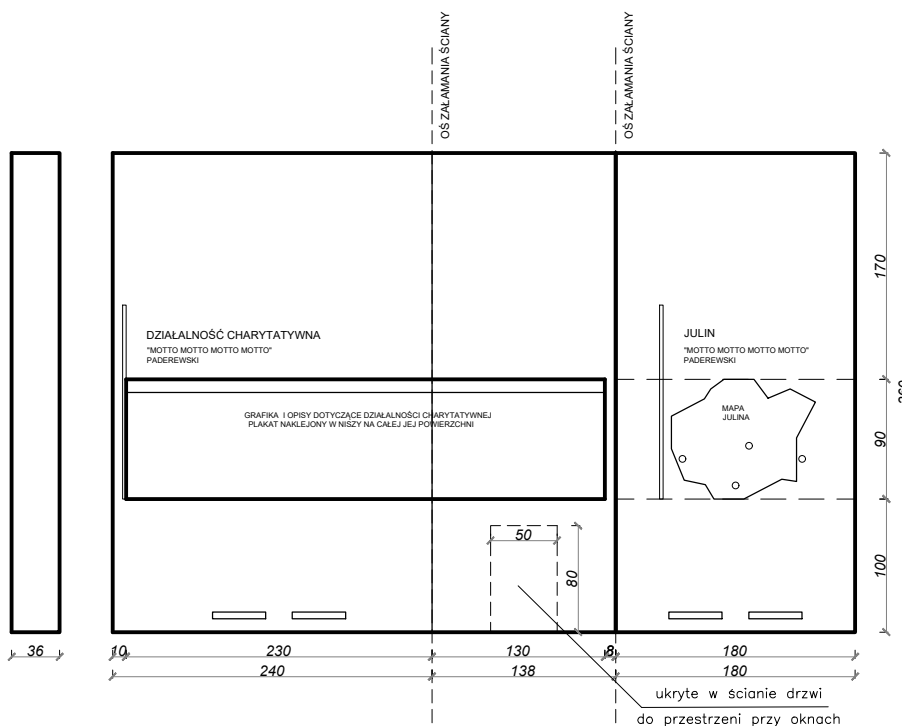 OŚ ZAŁAMANIA ŚCIANY
OŚ ZAŁAMANIA ŚCIANY
DZIAŁALNOŚĆ CHARYTATYWNA
"MOTTO MOTTO MOTTO MOTTO"
PADEREWSKI
JULIN
"MOTTO MOTTO MOTTO MOTTO"
PADEREWSKI
GRAFIKA I OPISY DOTYCZĄCE DZIAŁALNOŚCI CHARYTATYWNEJ
PLAKAT NAKLEJONY W NISZY NA CAŁEJ JEJ POWIERZCHNI
MAPA
JULINA
170
90
100
50
80
36
10
230
130
8
180
240
138
180
ukryte w ścianie drzwi
do przestrzeni przy oknach